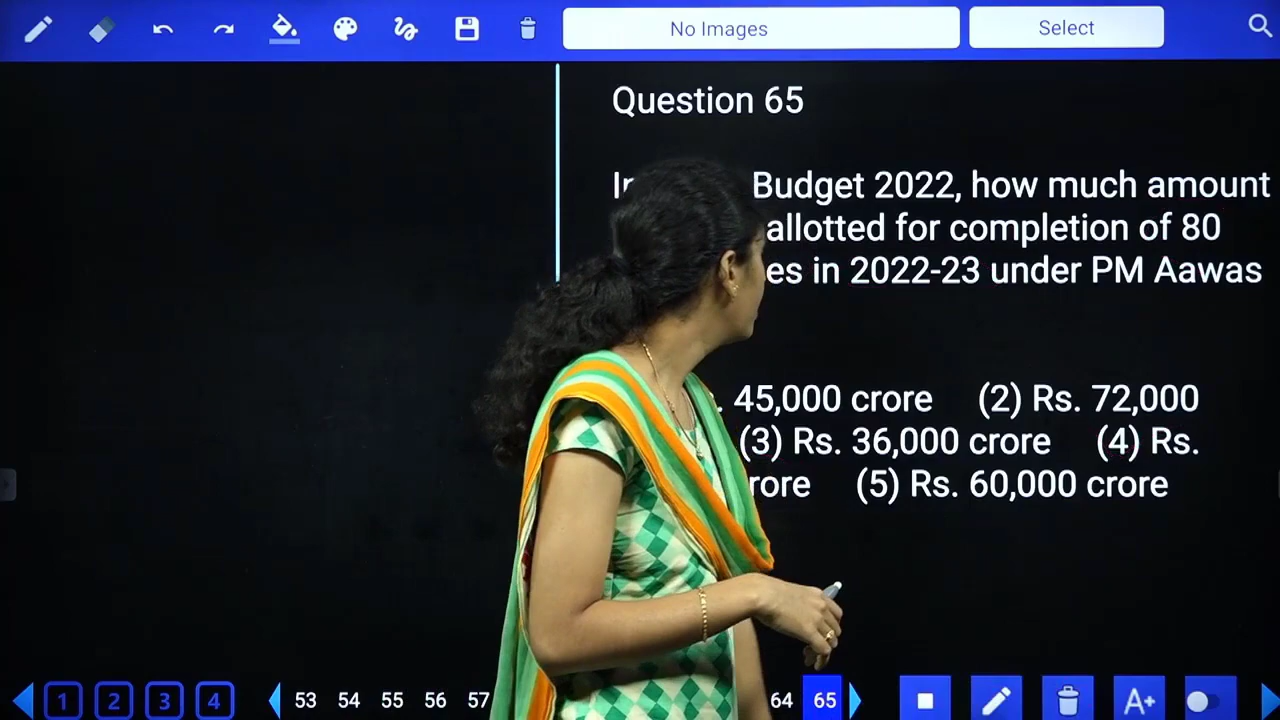 No Images
Select
Question 65
Budget 2022, how much amount
allotted for completion of 80
es in 2022-23 under PM Aawas
. 45,000 crore (2) Rs. 72,000
(3) Rs. 36,000 crore (4) Rs.
rore (5) Rs. 60,000 crore
1 2 3 4 53 54 55 56 57 64 65 A+